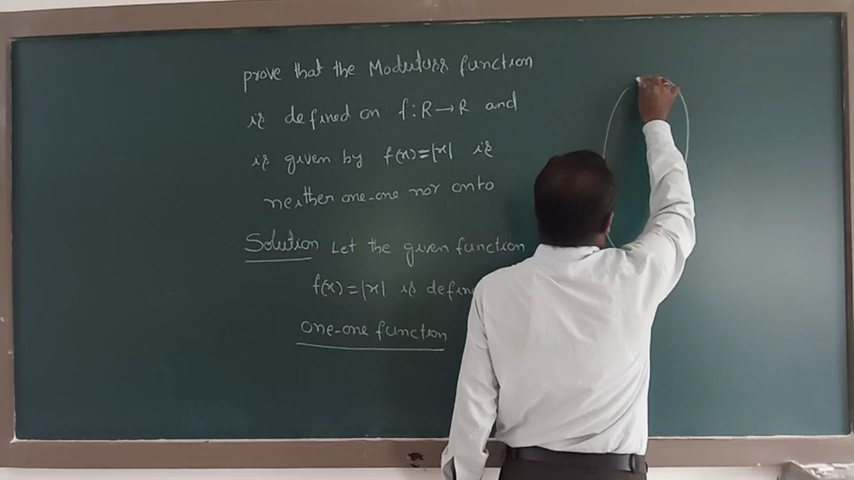 prove that the Moduluss function
is defined on f:R→R and
is given by f(x)=|x| is
neither one-one nor onto
Solution Let the given function
f(x)=|x| is defin
one-one function